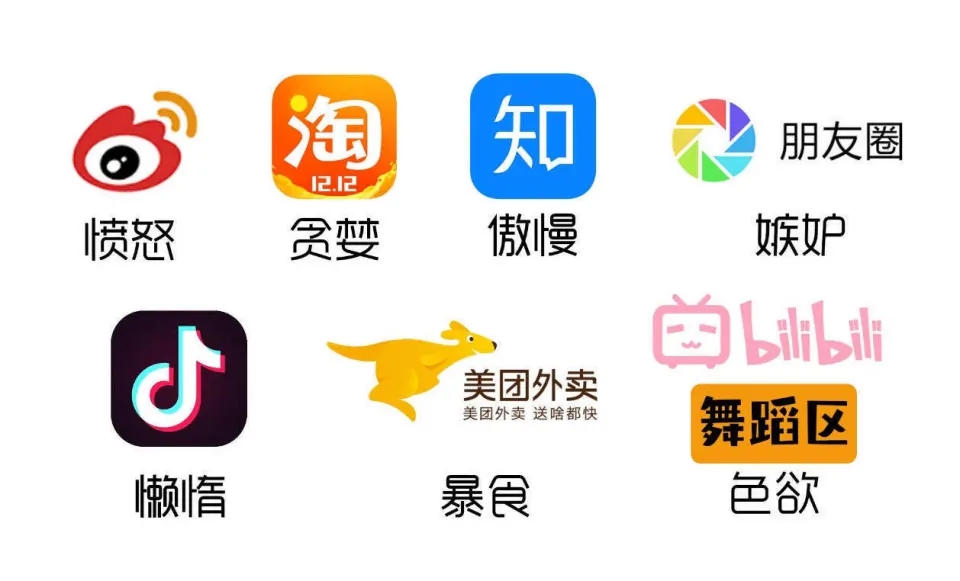 淘
12.12
知
朋友圈
愤怒
贪婪
傲慢
嫉妒
美团外卖
美团外卖 送啥都快
bilibili
舞蹈区
懒惰
暴食
色欲